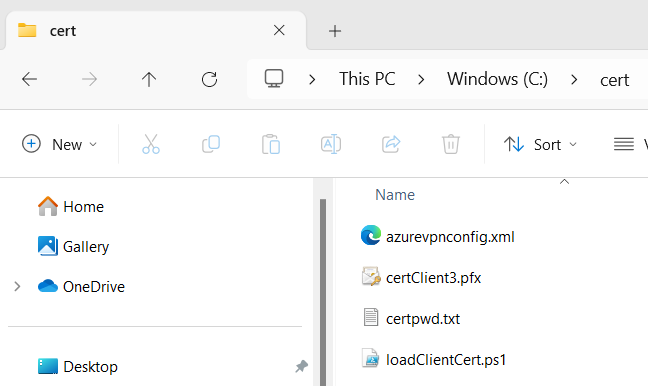 cert
This PC > Windows (C:) > cert
New
Sort
Name
Home
azurevpnconfig.xml
Gallery
certClient3.pfx
OneDrive
certpwd.txt
loadClientCert.ps1
Desktop